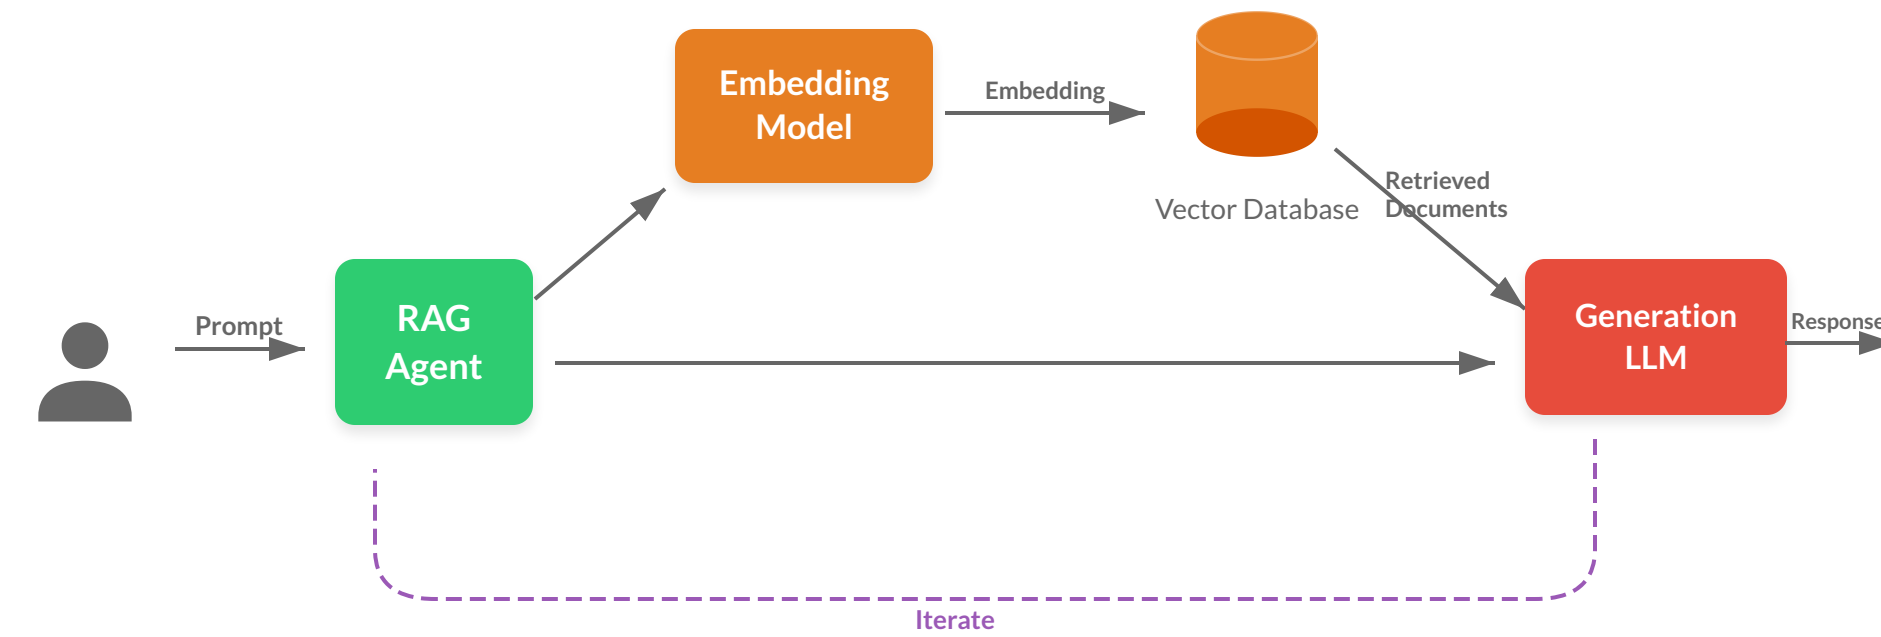 Embedding
Model
Embedding
Vector Database
Retrieved
Documents
Prompt
RAG
Agent
Generation
LLM
Response
Iterate